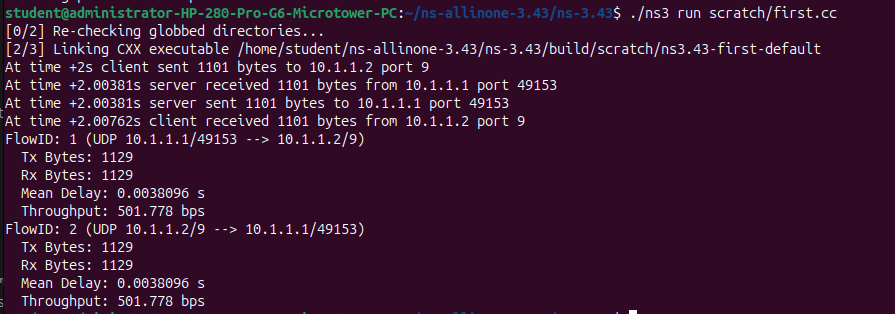 student@administrator-HP-280-Pro-G6-Microtower-PC:~/ns-allinone-3.43/ns-3.43$ ./ns3 run scratch/first.cc
[0/2] Re-checking globbed directories...
[2/3] Linking CXX executable /home/student/ns-allinone-3.43/ns-3.43/build/scratch/ns3.43-first-default
At time +2s client sent 1101 bytes to 10.1.1.2 port 9
At time +2.00381s server received 1101 bytes from 10.1.1.1 port 49153
At time +2.00381s server sent 1101 bytes to 10.1.1.1 port 49153
At time +2.00762s client received 1101 bytes from 10.1.1.2 port 9
FlowID: 1 (UDP 10.1.1.1/49153 --> 10.1.1.2/9)
  Tx Bytes: 1129
  Rx Bytes: 1129
  Mean Delay: 0.0038096 s
  Throughput: 501.778 bps
FlowID: 2 (UDP 10.1.1.2/9 --> 10.1.1.1/49153)
  Tx Bytes: 1129
  Rx Bytes: 1129
  Mean Delay: 0.0038096 s
  Throughput: 501.778 bps